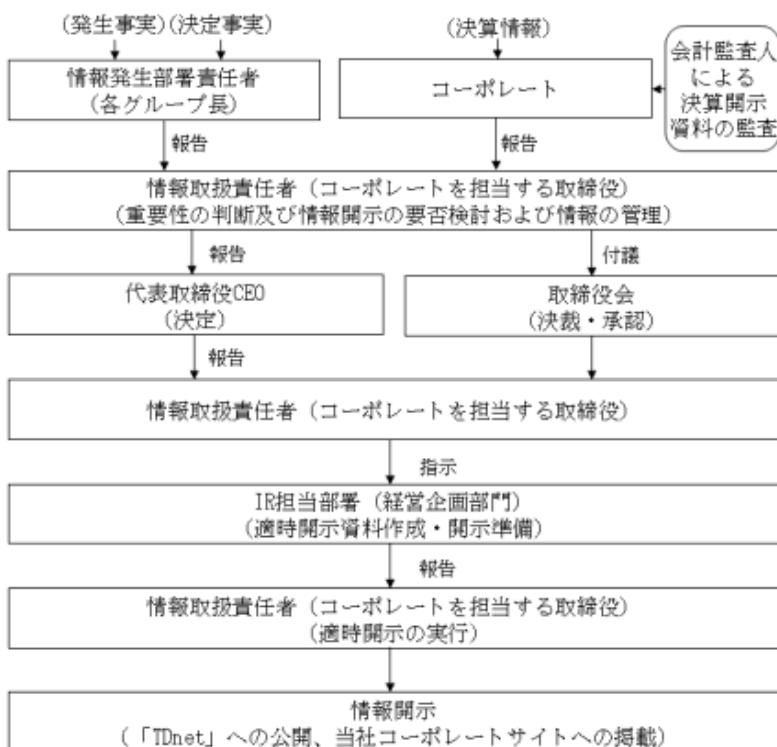 (発生事実)(決定事実)
(決算情報)
情報発生部署責任者
(各グループ長)
コーポレート
会計監査人
による
決算開示
資料の監査
報告
報告
情報取扱責任者(コーポレートを担当する取締役)
(重要性の判断及び情報開示の要否検討および情報の管理)
報告
付議
代表取締役CEO
(決定)
取締役会
(決裁・承認)
報告
情報取扱責任者(コーポレートを担当する取締役)
指示
IR担当部署(経営企画部門)
(適時開示資料作成・開示準備)
報告
情報取扱責任者(コーポレートを担当する取締役)
(適時開示の実行)
情報開示
(「TDnet」への公開、当社コーポレートサイトへの掲載)